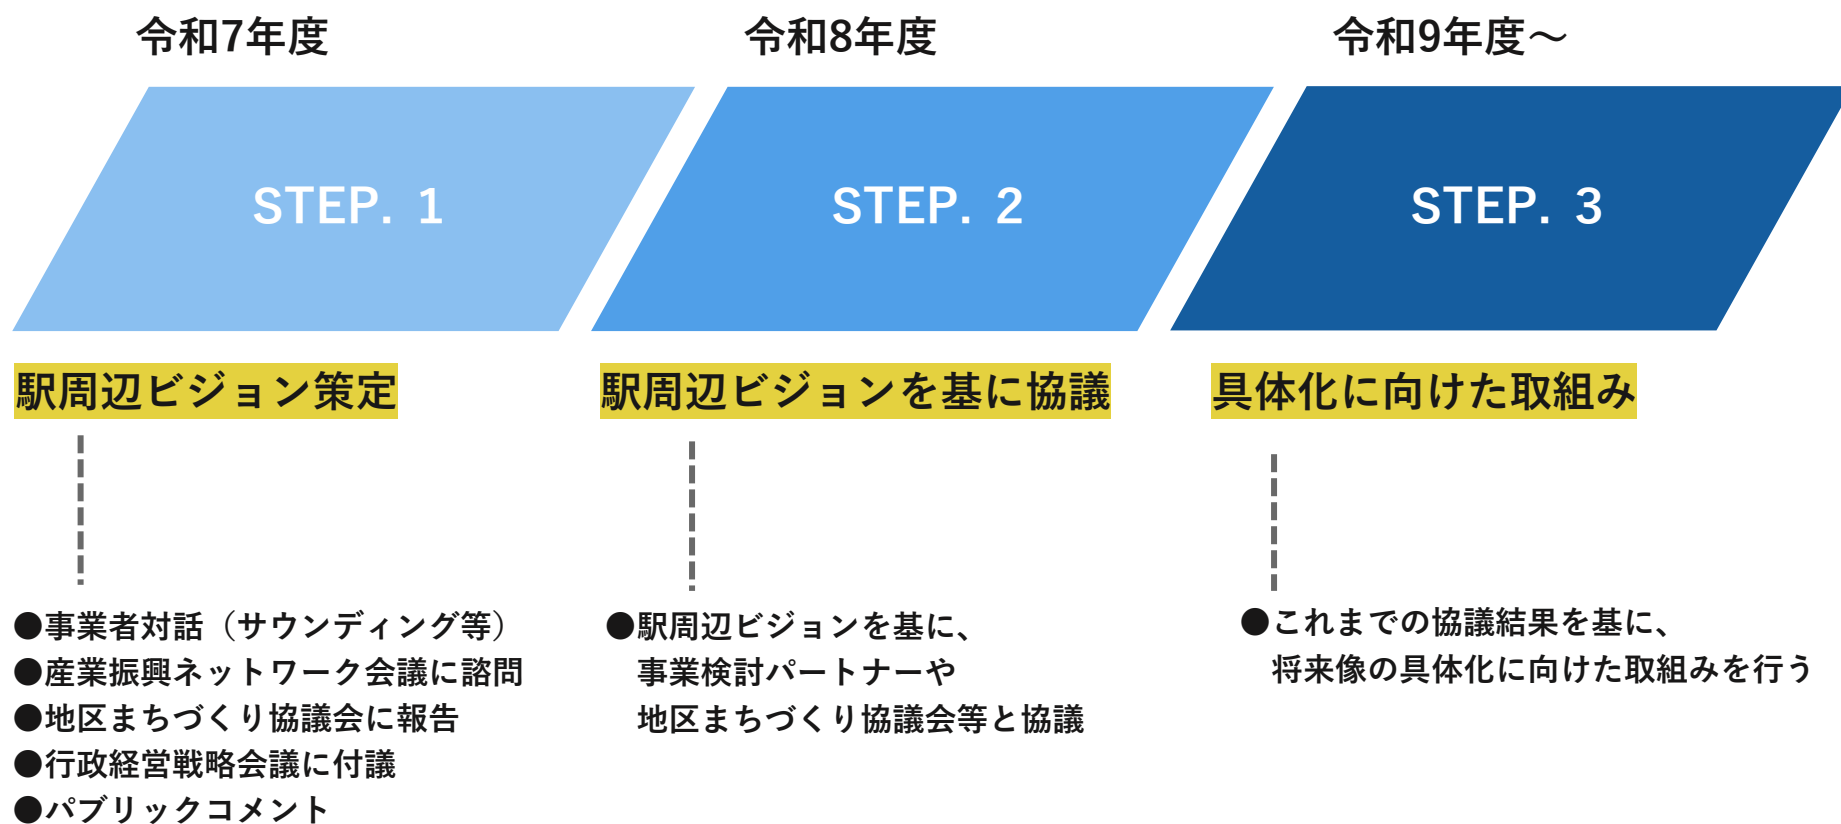 令和7年度
令和8年度
令和9年度～
STEP. 1
STEP. 2
STEP. 3
駅周辺ビジョン策定
駅周辺ビジョンを基に協議
具体化に向けた取組み
●事業者対話（サウンディング等）
●産業振興ネットワーク会議に諮問
●地区まちづくり協議会に報告
●行政経営戦略会議に付議
●パブリックコメント
●駅周辺ビジョンを基に、
事業検討パートナーや
地区まちづくり協議会等と協議
●これまでの協議結果を基に、
将来像の具体化に向けた取組みを行う